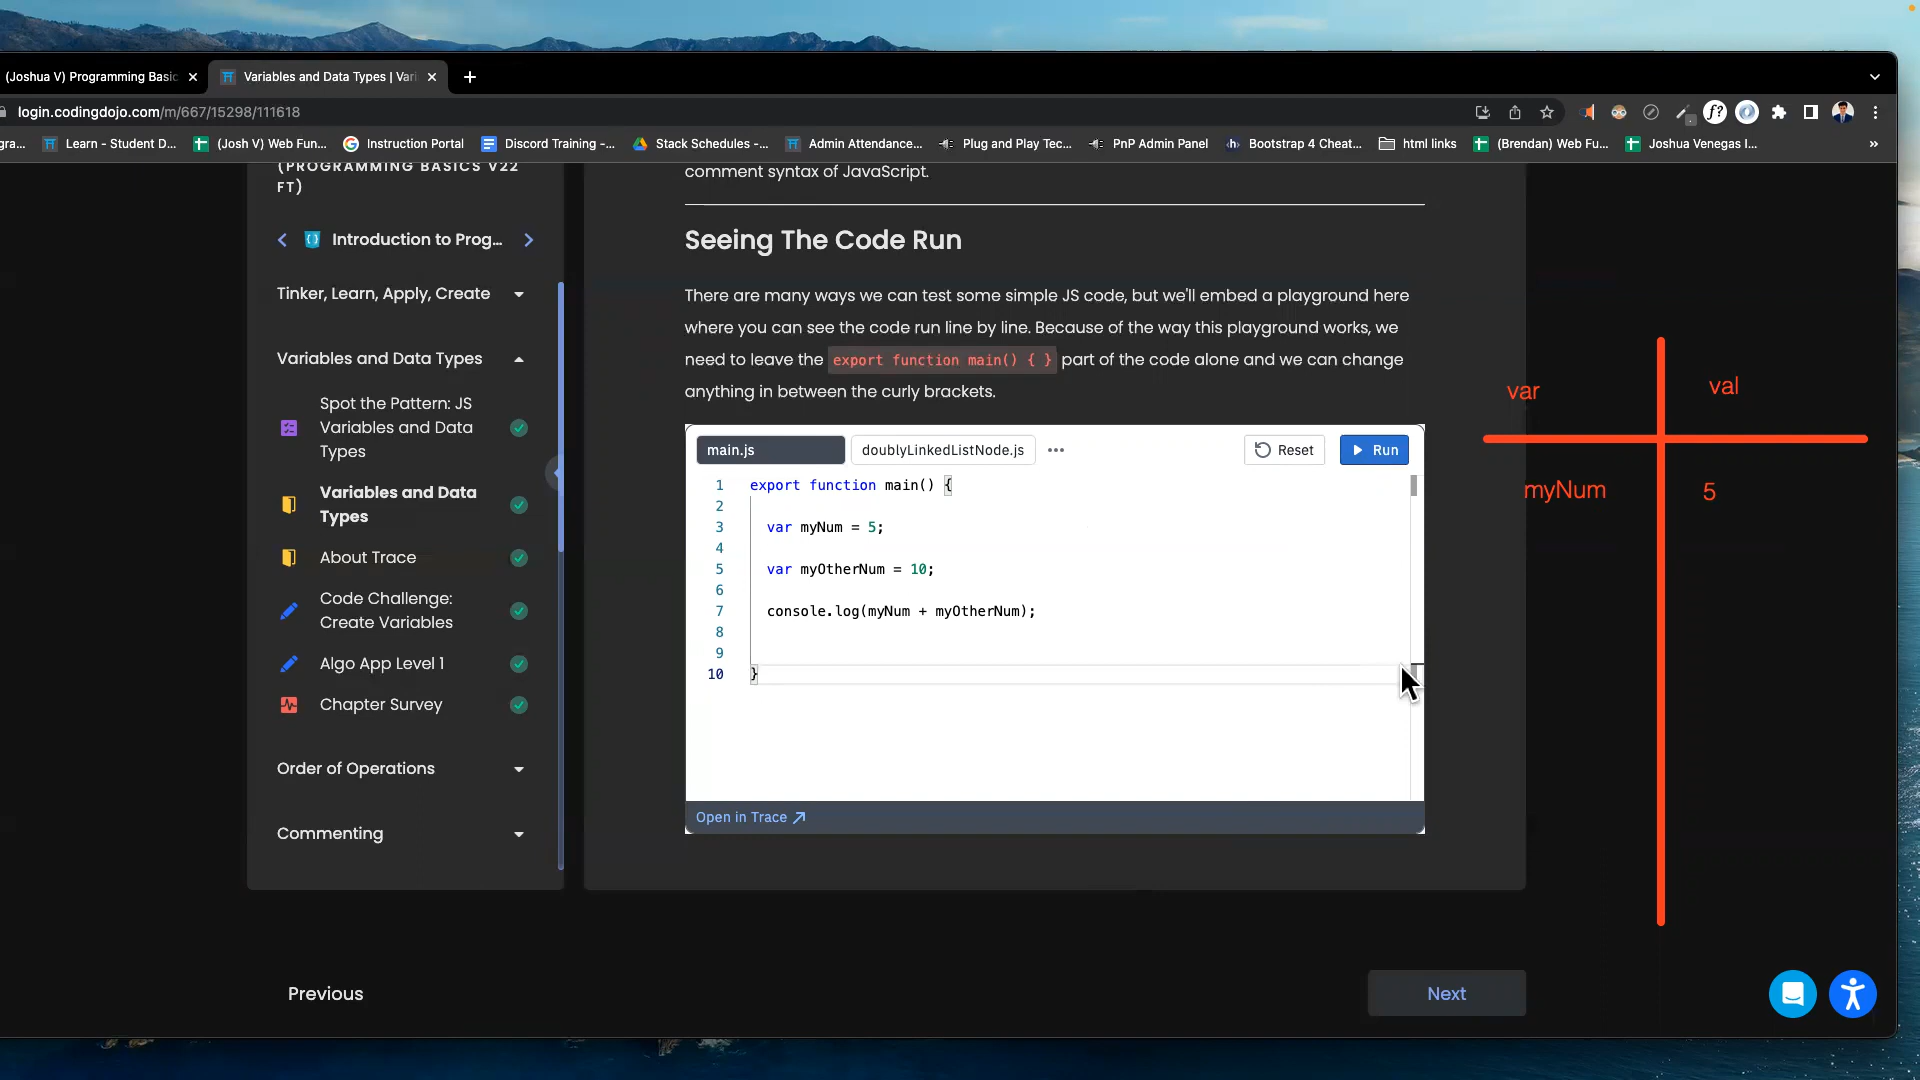 (Joshua V) Programming Basic
Variables and Data Types | Vari
login.codingdojo.com/m/667/15298/111618
f?
gra...
Learn - Student D...
(Josh V) Web Fun...
Instruction Portal
Discord Training -...
Stack Schedules -...
Admin Attendance...
Plug and Play Tec...
PnP Admin Panel
Bootstrap 4 Cheat...
html links
(Brendan) Web Fu...
Joshua Venegas I...
»
(PROGRAMMING BASICS V22
FT)
Introduction to Prog...
Tinker, Learn, Apply, Create
Variables and Data Types
Spot the Pattern: JS
Variables and Data
Types
Variables and Data
Types
About Trace
Code Challenge:
Create Variables
Algo App Level 1
Chapter Survey
Order of Operations
Commenting
comment syntax of JavaScript.
Seeing The Code Run
There are many ways we can test some simple JS code, but we'll embed a playground here
where you can see the code run line by line. Because of the way this playground works, we
need to leave the export function main() { } part of the code alone and we can change
anything in between the curly brackets.
main.js
doublyLinkedListNode.js
Reset
Run
1 export function main() {
2
3 var myNum = 5;
4
5 var myOtherNum = 10;
6
7 console.log(myNum + myOtherNum);
8
9
10 }
Open in Trace
Previous
Next
var val
myNum 5